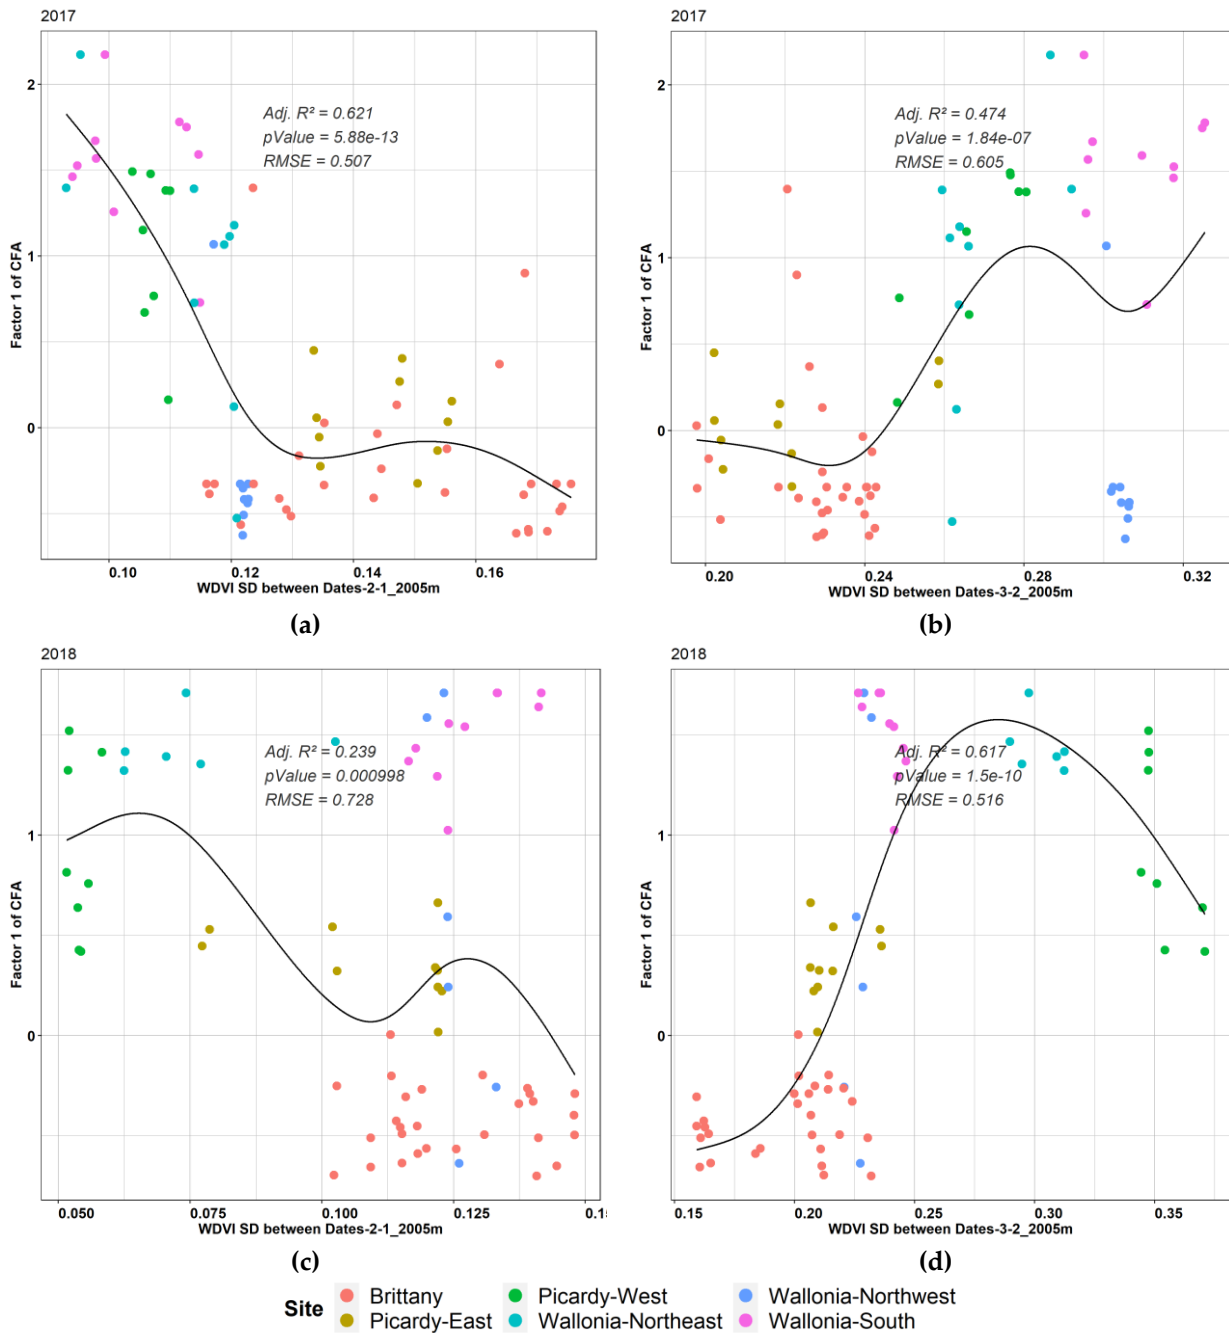 2017
Adj. R² = 0.621
pValue = 5.88e-13
RMSE = 0.507
Factor 1 of CFA
2
1
0
0.10 0.12 0.14 0.16
WDVI SD between Dates-2-1_2005m
(a)
2017
Adj. R² = 0.474
pValue = 1.84e-07
RMSE = 0.605
Factor 1 of CFA
2
1
0
0.20 0.24 0.28 0.32
WDVI SD between Dates-3-2_2005m
(b)
2018
Adj. R² = 0.239
pValue = 0.000998
RMSE = 0.728
Factor 1 of CFA
1
0
0.050 0.075 0.100 0.125
WDVI SD between Dates-2-1_2005m
(c)
2018
Adj. R² = 0.617
pValue = 1.5e-10
RMSE = 0.516
Factor 1 of CFA
1
0
0.15 0.20 0.25 0.30 0.35
WDVI SD between Dates-3-2_2005m
(d)
Site
Brittany Picardy-West Wallonia-Northwest
Picardy-East Wallonia-Northeast Wallonia-South